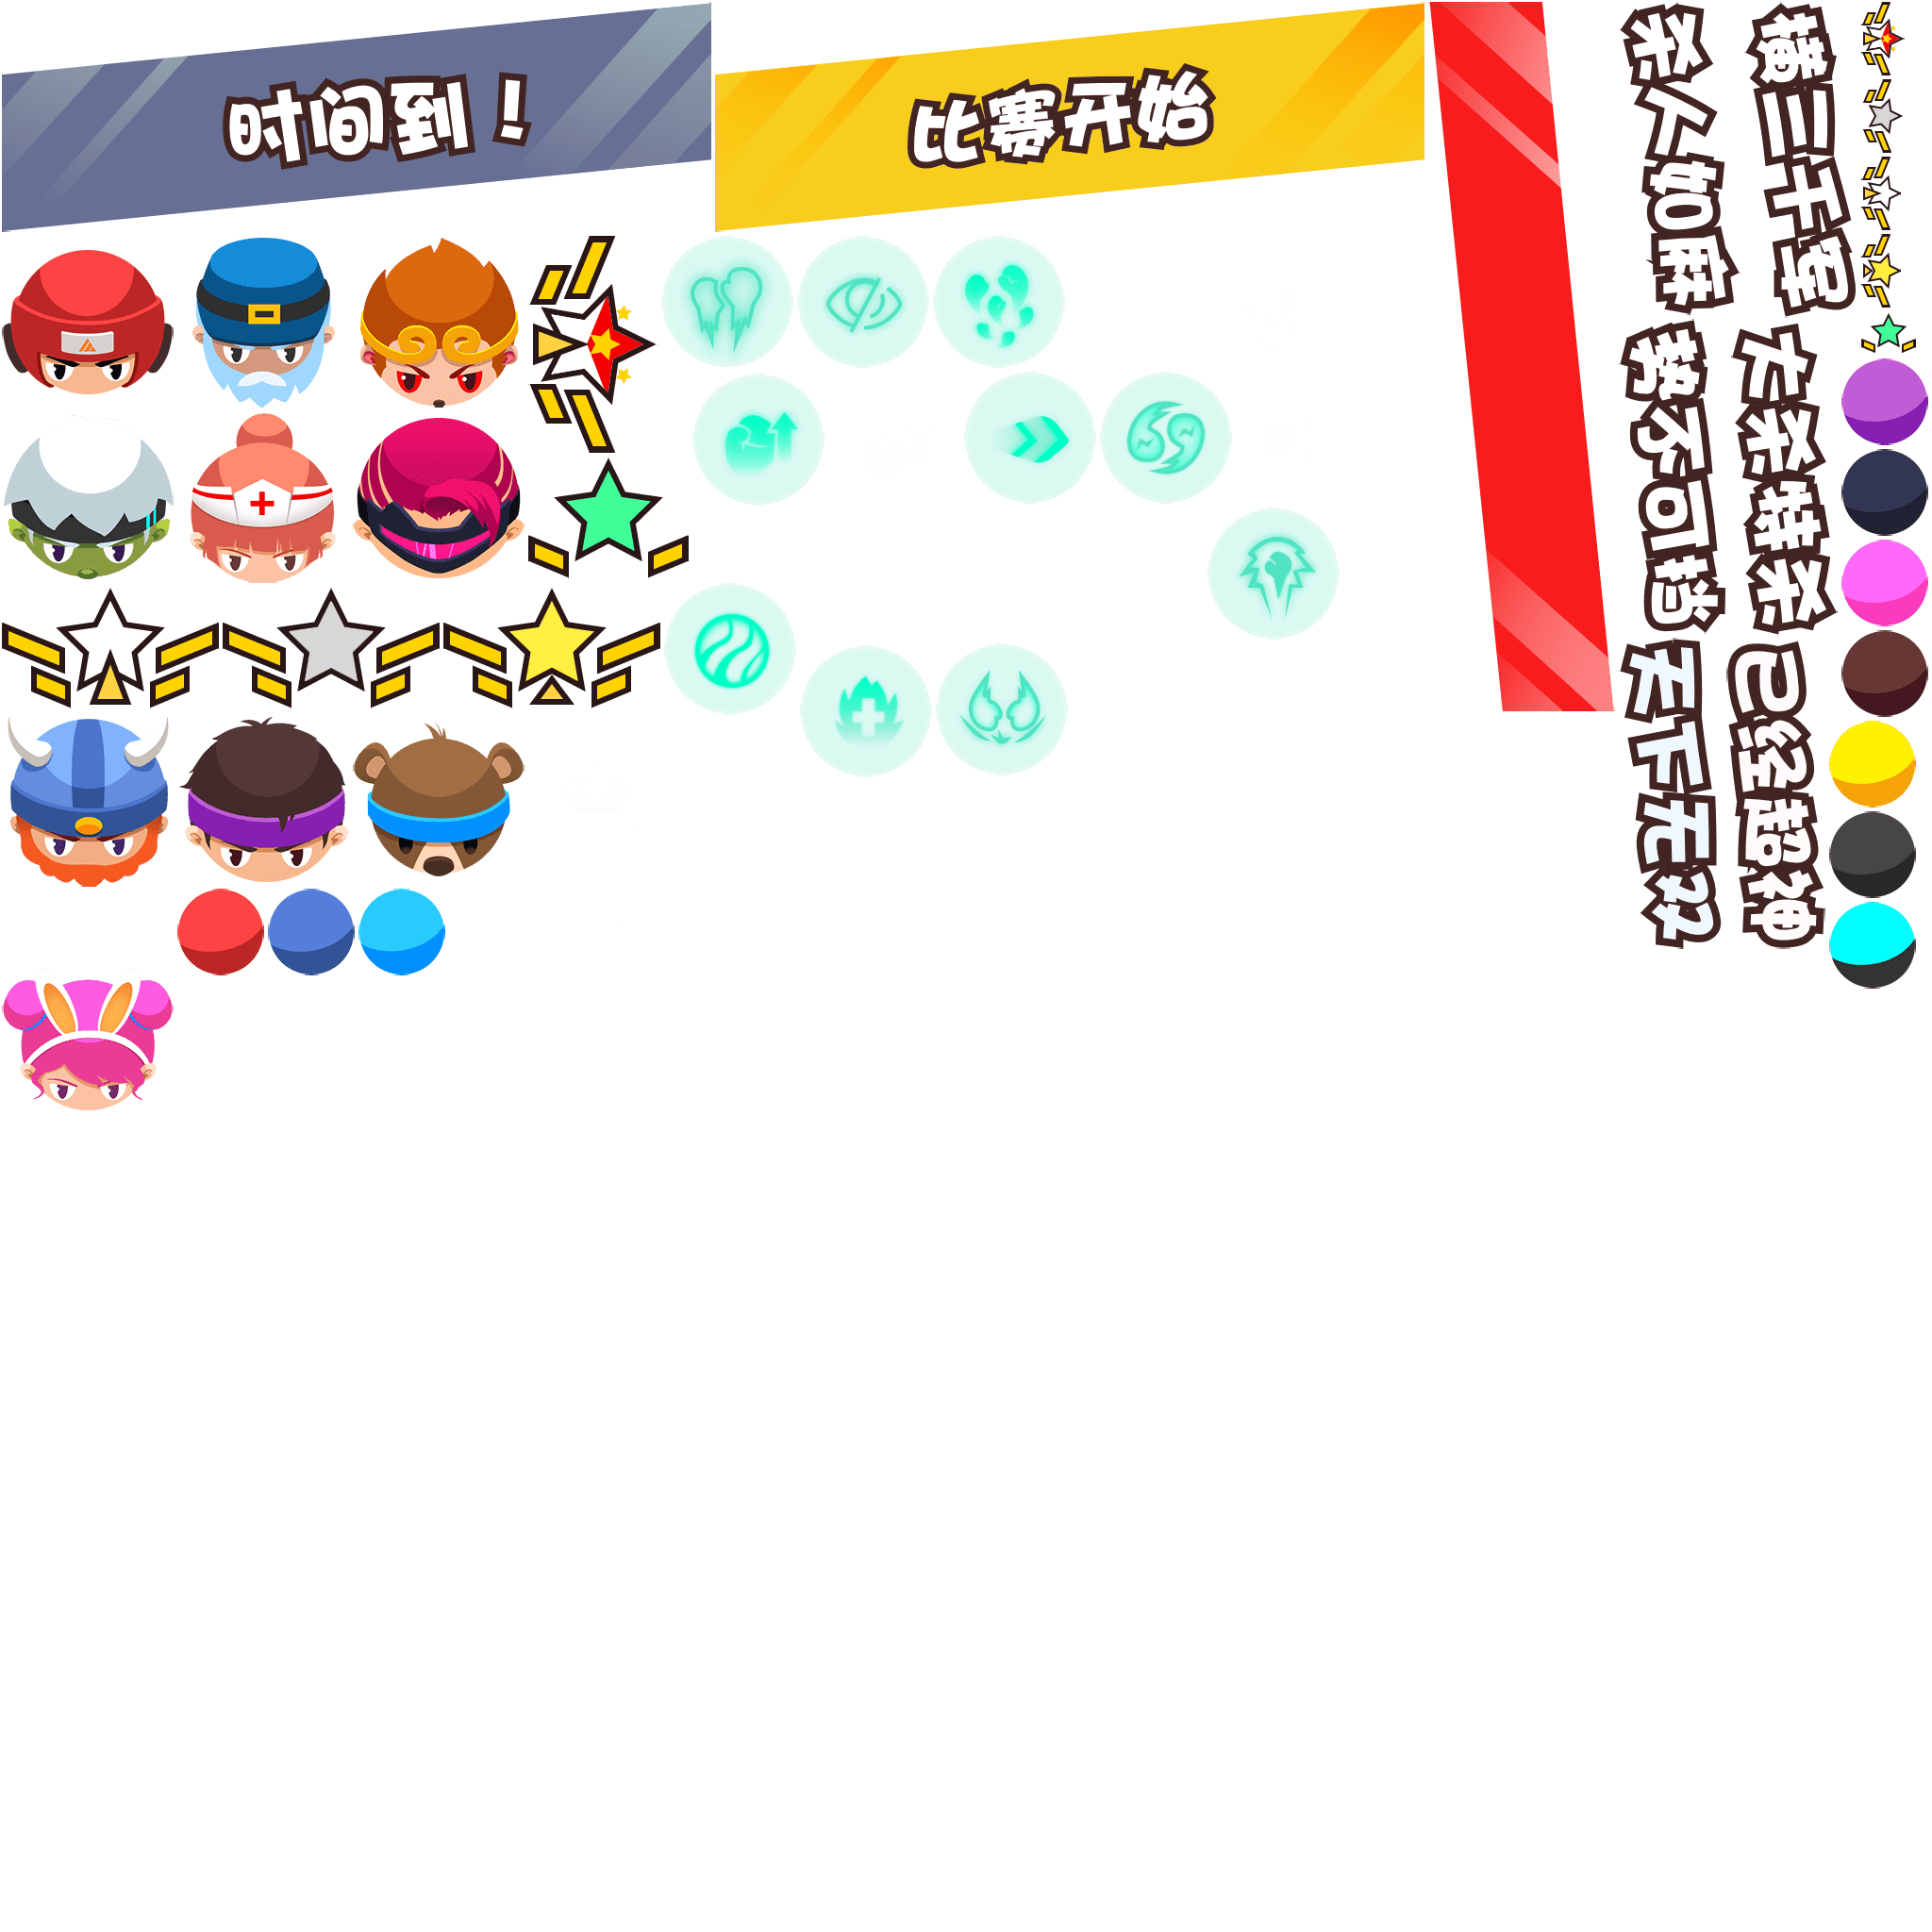 时间到！
比赛开始
杀人如麻
横扫千军
势不可挡
大杀特杀
天下无双
已经超神